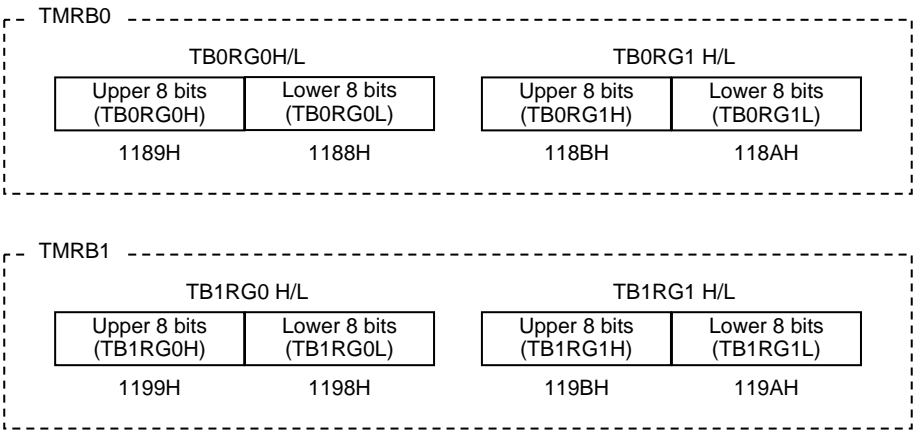 TMRB0
TB0RG0H/L TB0RG1 H/L
Upper 8 bits Lower 8 bits Upper 8 bits Lower 8 bits
(TB0RG0H) (TB0RG0L) (TB0RG1H) (TB0RG1L)
1189H 1188H 118BH 118AH
TMRB1
TB1RG0 H/L TB1RG1 H/L
Upper 8 bits Lower 8 bits Upper 8 bits Lower 8 bits
(TB1RG0H) (TB1RG0L) (TB1RG1H) (TB1RG1L)
1199H 1198H 119BH 119AH